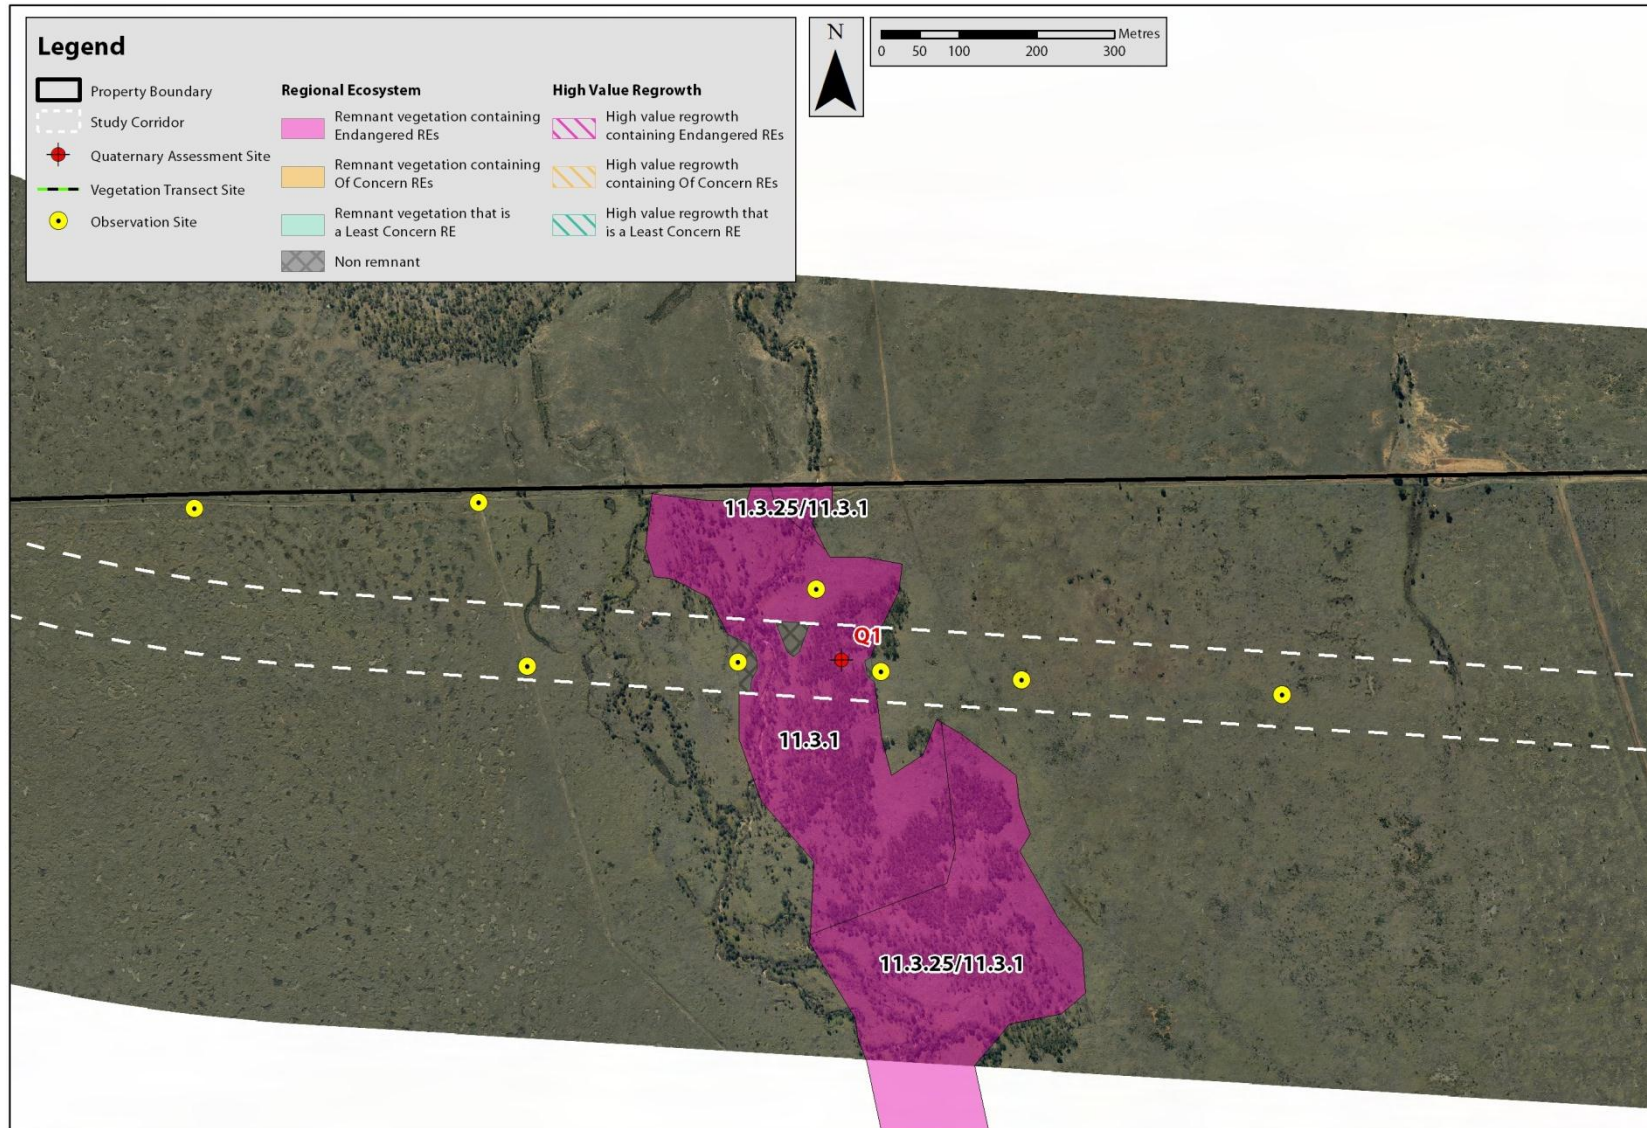 Legend
Property Boundary
Study Corridor
Quaternary Assessment Site
Vegetation Transect Site
Observation Site
Regional Ecosystem
Remnant vegetation containing
Endangered REs
Remnant vegetation containing
Of Concern REs
Remnant vegetation that is
a Least Concern RE
Non remnant
High Value Regrowth
High value regrowth
containing Endangered REs
High value regrowth
containing Of Concern REs
High value regrowth that
is a Least Concern RE
N
Metres
0 50 100 200 300
11.3.25/11.3.1
Q1
11.3.1
11.3.25/11.3.1